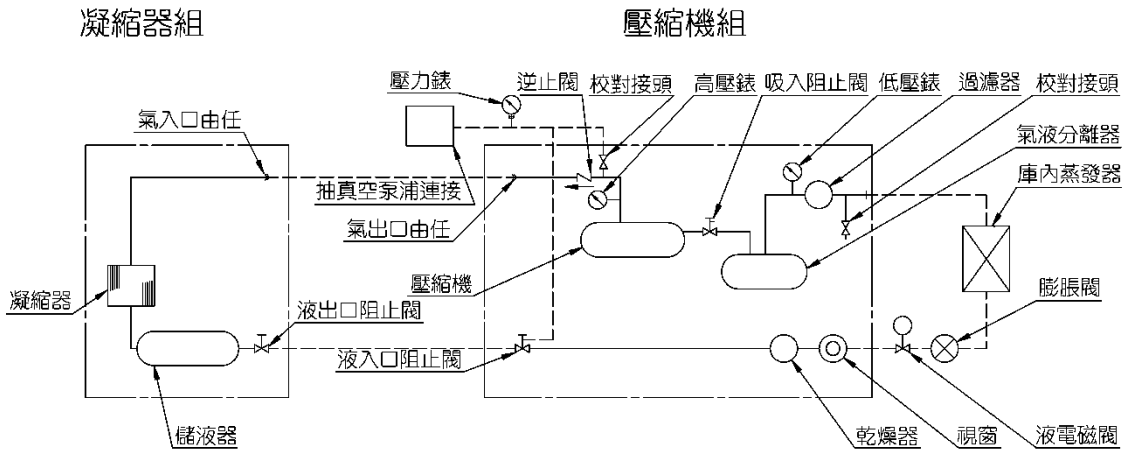 凝縮器組
壓縮機組
壓力錶
逆止閥
校對接頭
高壓錶
吸入阻止閥
低壓錶
過濾器
校對接頭
氣入口由任
氣液分離器
抽真空泵浦連接
庫內蒸發器
氣出口由任
壓縮機
凝縮器
液出口阻止閥
膨脹閥
液入口阻止閥
儲液器
乾燥器
視窗
液電磁閥